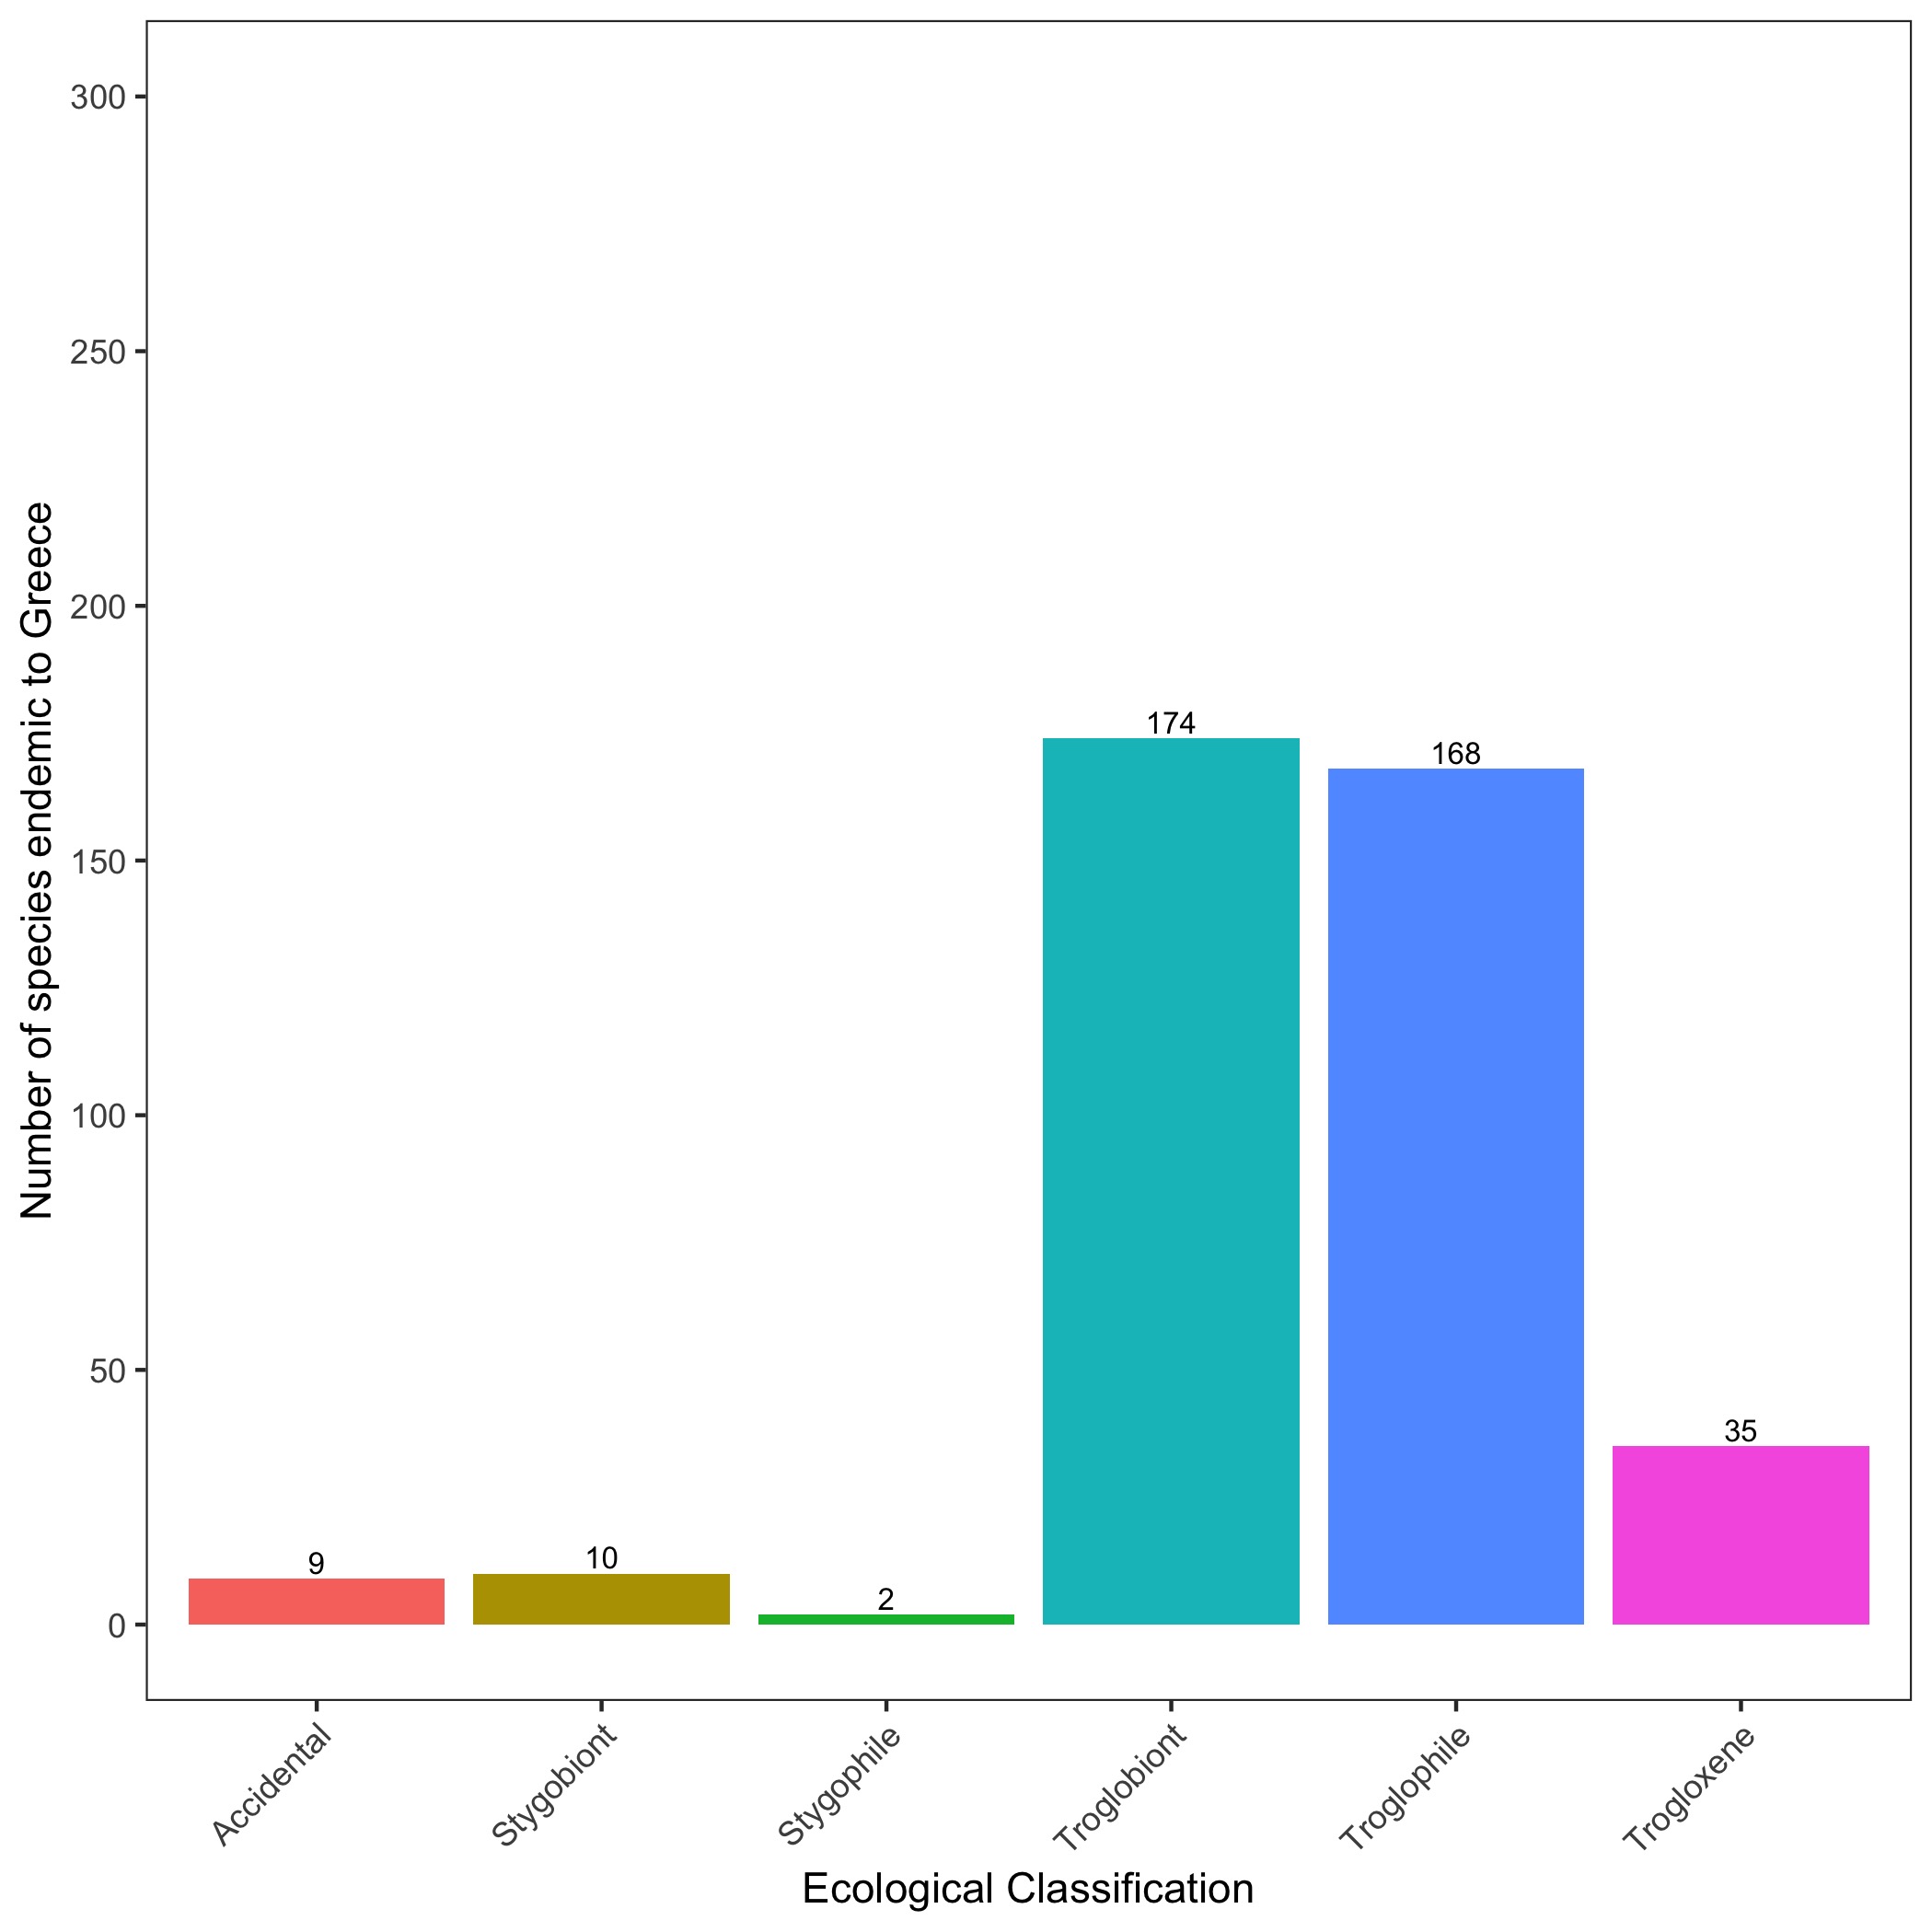 Number of species endemic to Greece
300
250
200
150
100
50
0
9
10
2
174
168
35
Accidental
Stygobiont
Stygophile
Troglobiont
Troglophile
Trogloxene
Ecological Classification